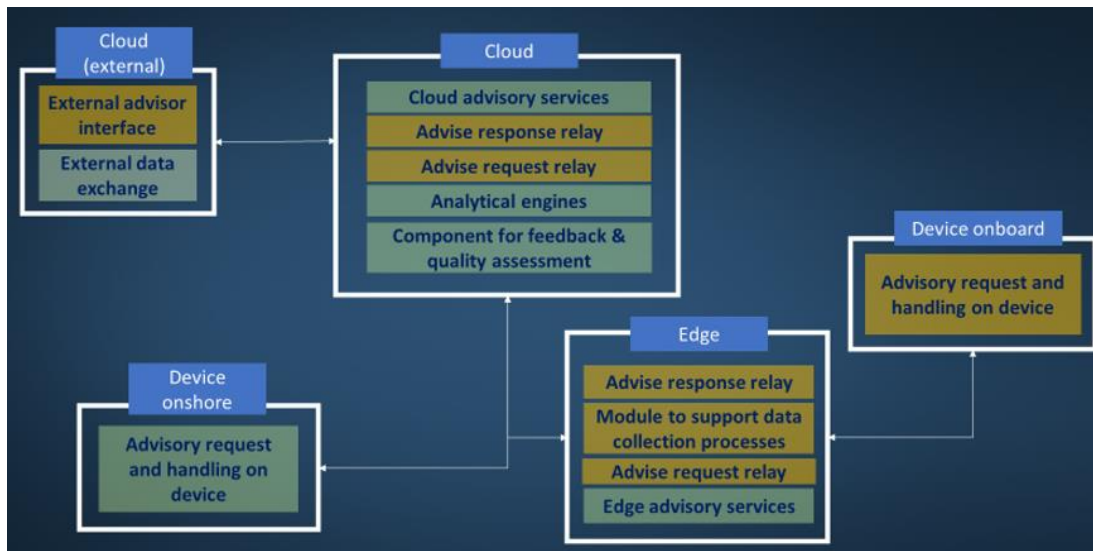 Cloud
(external)
External advisor
interface
External data
exchange
Cloud
Cloud advisory services
Advise response relay
Advise request relay
Analytical engines
Component for feedback &
quality assessment
Device onboard
Advisory request and
handling on device
Edge
Advise response relay
Module to support data
collection processes
Advise request relay
Edge advisory services
Device
onshore
Advisory request
and handling on
device